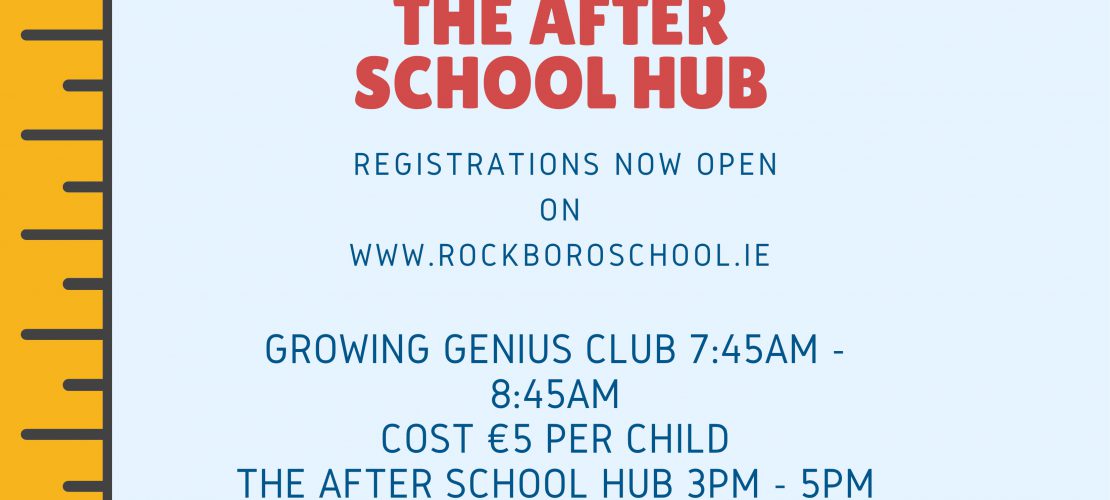 THE AFTER
SCHOOL HUB
REGISTRATIONS NOW OPEN
ON
WWW.ROCKBOROSCHOOL.IE
GROWING GENIUS CLUB 7:45AM -
8:45AM
COST €5 PER CHILD
THE AFTER SCHOOL HUB 3PM - 5PM